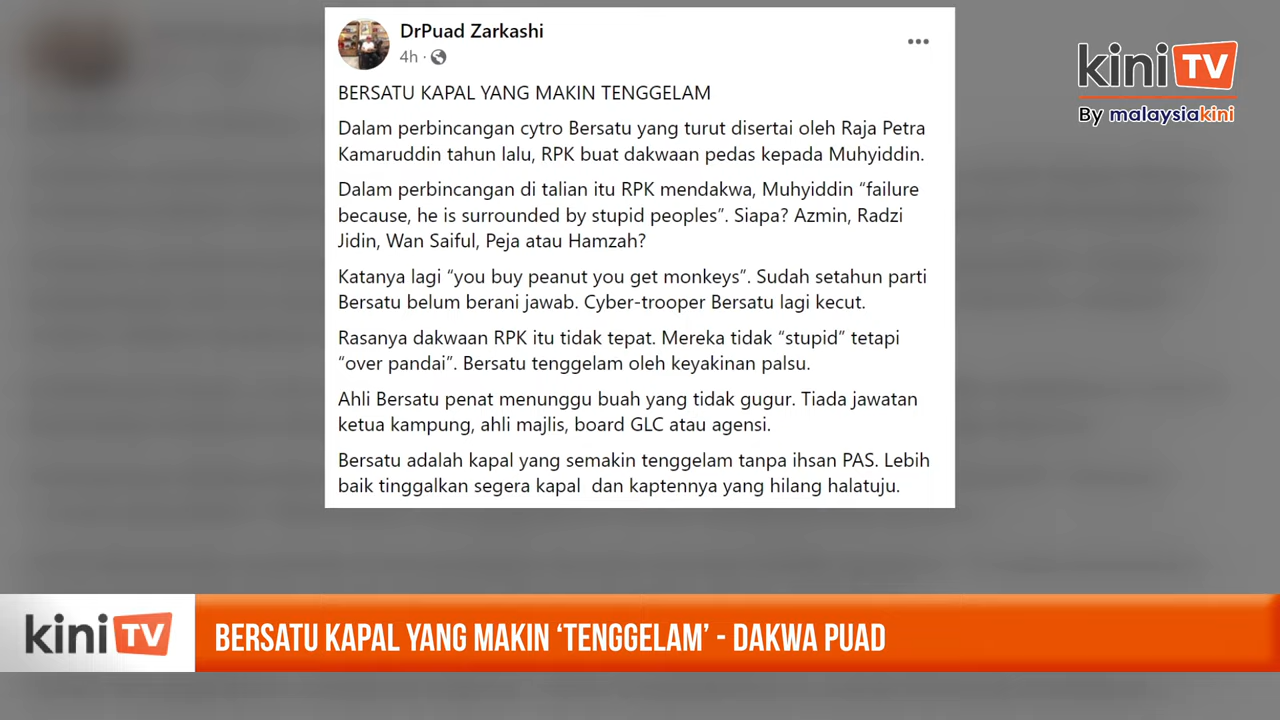 DrPuad Zarkashi
4h ·
BERSATU KAPAL YANG MAKIN TENGGELAM
Dalam perbincangan cytro Bersatu yang turut disertai oleh Raja Petra
Kamaruddin tahun lalu, RPK buat dakwaan pedas kepada Muhyiddin.
Dalam perbincangan di talian itu RPK mendakwa, Muhyiddin “failure
because, he is surrounded by stupid peoples”. Siapa? Azmin, Radzi
Jidin, Wan Saiful, Peja atau Hamzah?
Katanya lagi “you buy peanut you get monkeys”. Sudah setahun parti
Bersatu belum berani jawab. Cyber-trooper Bersatu lagi kecut.
Rasanya dakwaan RPK itu tidak tepat. Mereka tidak “stupid” tetapi
“over pandai”. Bersatu tenggelam oleh keyakinan palsu.
Ahli Bersatu penat menunggu buah yang tidak gugur. Tiada jawatan
ketua kampung, ahli majlis, board GLC atau agensi.
Bersatu adalah kapal yang semakin tenggelam tanpa ihsan PAS. Lebih
baik tinggalkan segera kapal  dan kaptennya yang hilang halatuju.
kini TV
By malaysiakini
kini TV
BERSATU KAPAL YANG MAKIN ‘TENGGELAM’ - DAKWA PUAD